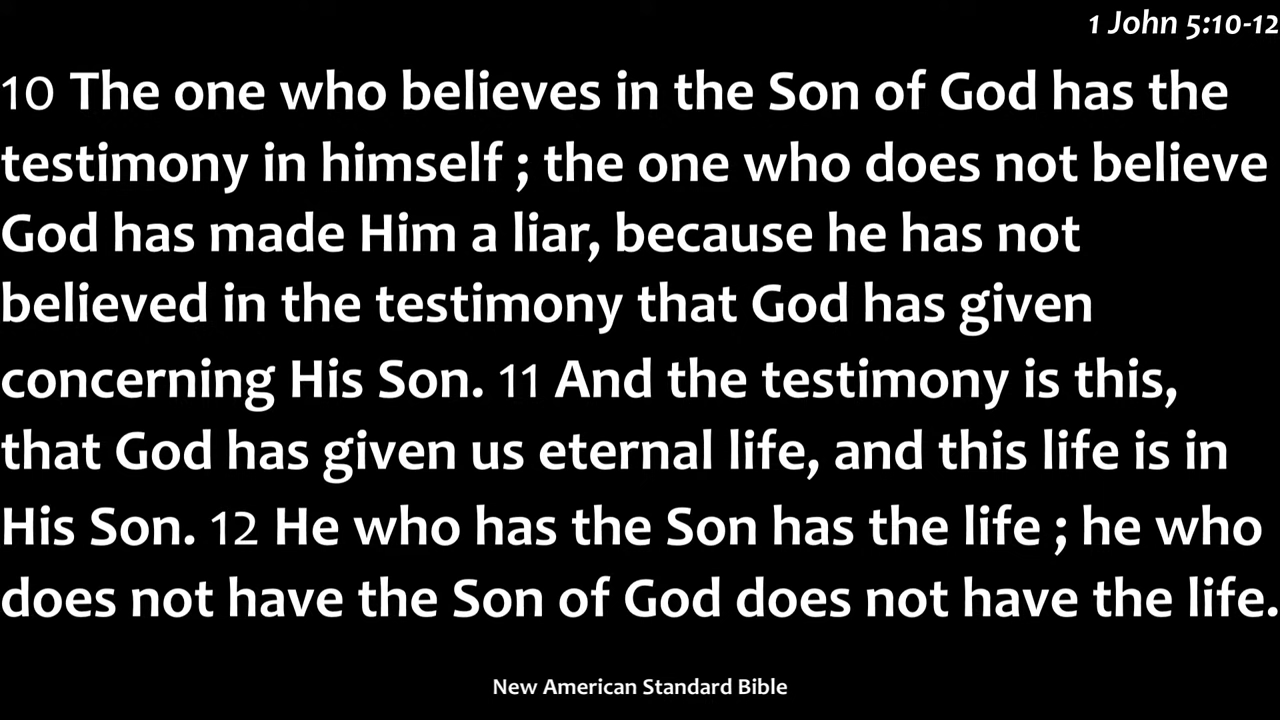 1 John 5:10-12
10 The one who believes in the Son of God has the
testimony in himself ; the one who does not believe
God has made Him a liar, because he has not
believed in the testimony that God has given
concerning His Son. 11 And the testimony is this,
that God has given us eternal life, and this life is in
His Son. 12 He who has the Son has the life ; he who
does not have the Son of God does not have the life.
New American Standard Bible